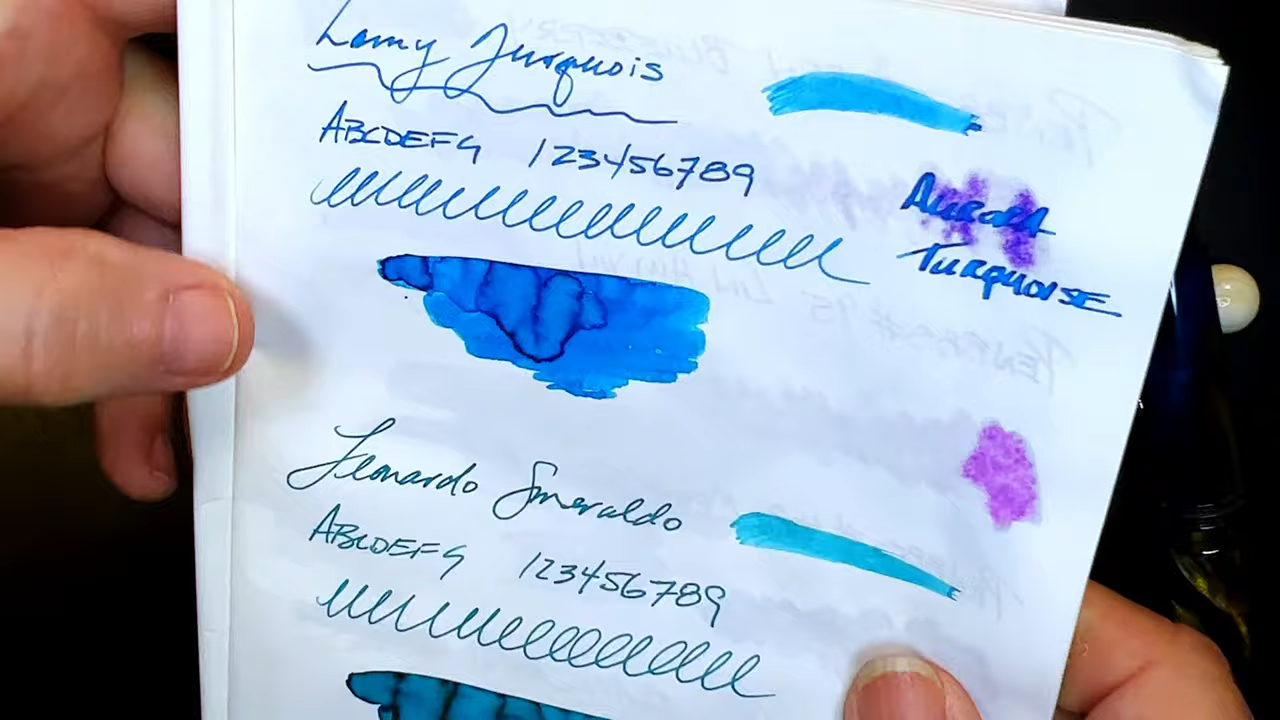 Lamy Turquois
ABCDEFG 123456789
AURORA
TURQUOISE
Leonardo Smeraldo
ABCDEFG 123456789